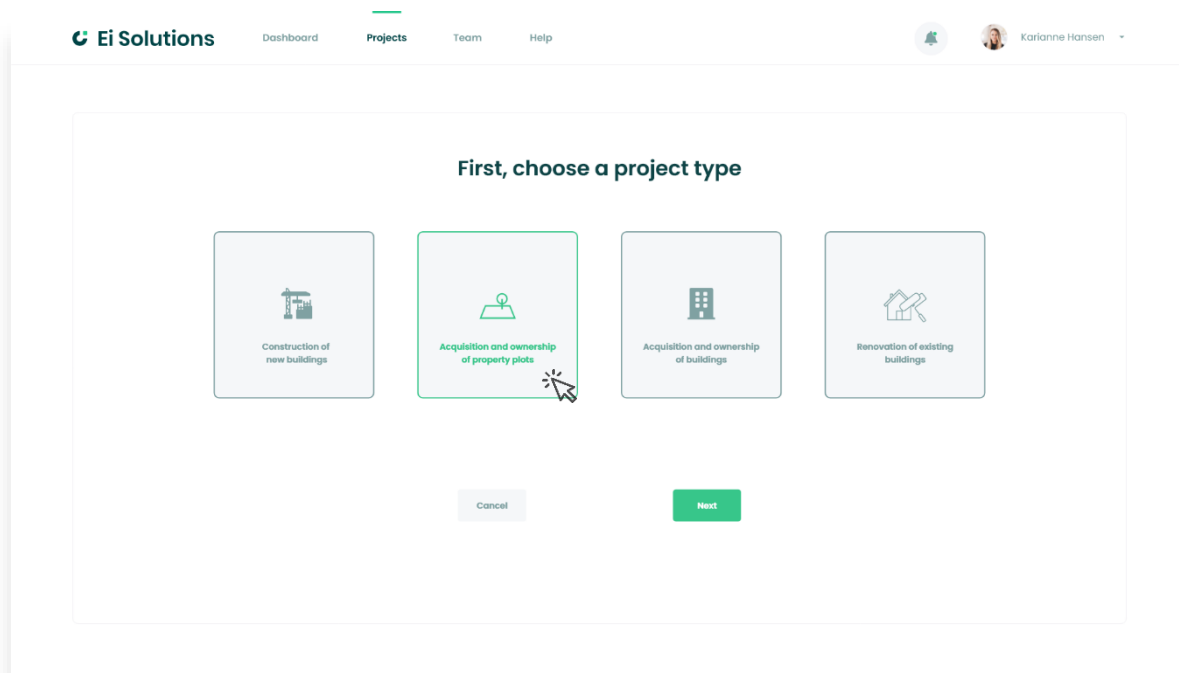 Ei Solutions
Dashboard
Projects
Team
Help
Karianne Hansen
First, choose a project type
Construction of
new buildings
Acquisition and ownership
of property plots
Acquisition and ownership
of buildings
Renovation of existing
buildings
Cancel
Next